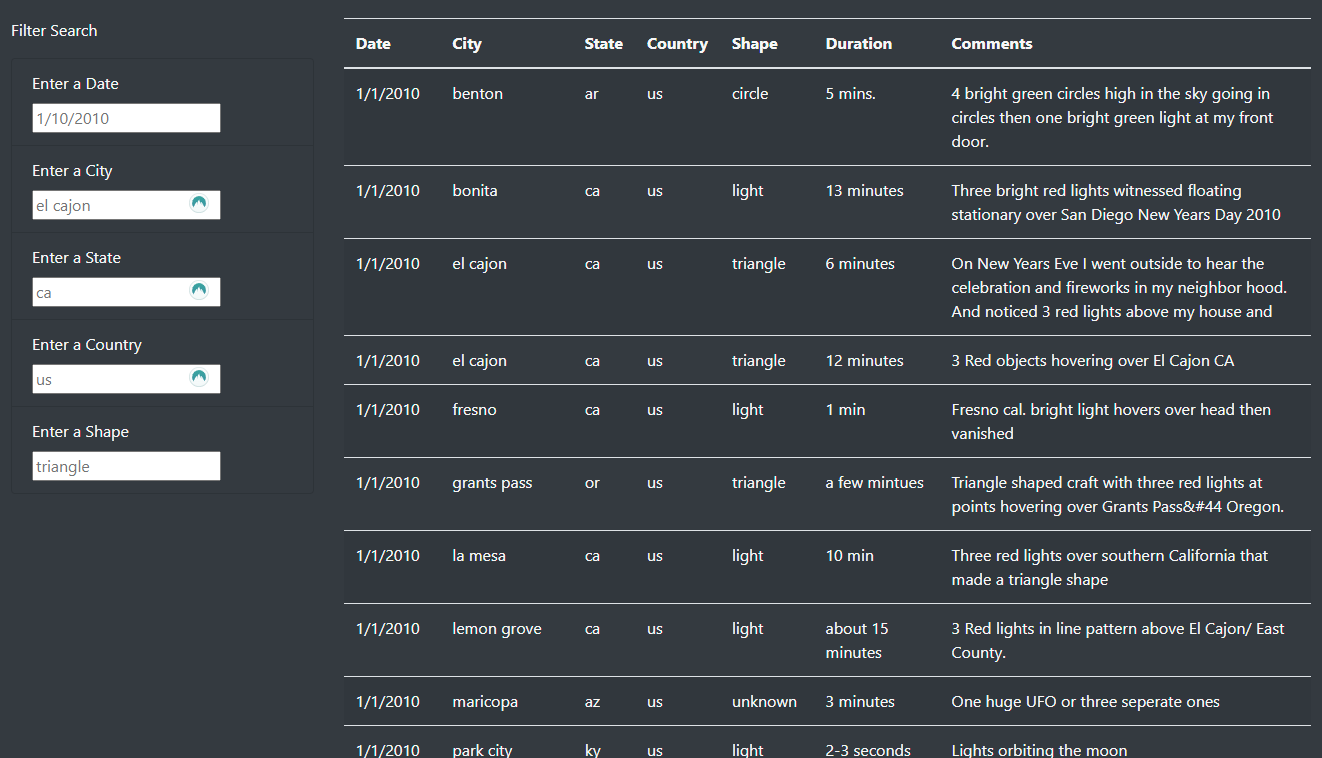 Filter Search
Enter a Date
1/10/2010
Enter a City
el cajon
Enter a State
ca
Enter a Country
us
Enter a Shape
triangle
Date City State Country Shape Duration Comments
1/1/2010 benton ar us circle 5 mins. 4 bright green circles high in the sky going in
circles then one bright green light at my front
door.
1/1/2010 bonita ca us light 13 minutes Three bright red lights witnessed floating
stationary over San Diego New Years Day 2010
1/1/2010 el cajon ca us triangle 6 minutes On New Years Eve I went outside to hear the
celebration and fireworks in my neighbor hood.
And noticed 3 red lights above my house and
1/1/2010 el cajon ca us triangle 12 minutes 3 Red objects hovering over El Cajon CA
1/1/2010 fresno ca us light 1 min Fresno cal. bright light hovers over head then
vanished
1/1/2010 grants pass or us triangle a few mintues Triangle shaped craft with three red lights at
points hovering over Grants Pass&#44 Oregon.
1/1/2010 la mesa ca us light 10 min Three red lights over southern California that
made a triangle shape
1/1/2010 lemon grove ca us light about 15 3 Red lights in line pattern above El Cajon/ East
minutes County.
1/1/2010 maricopa az us unknown 3 minutes One huge UFO or three seperate ones
1/1/2010 park city ky us light 2-3 seconds Lights orbiting the moon